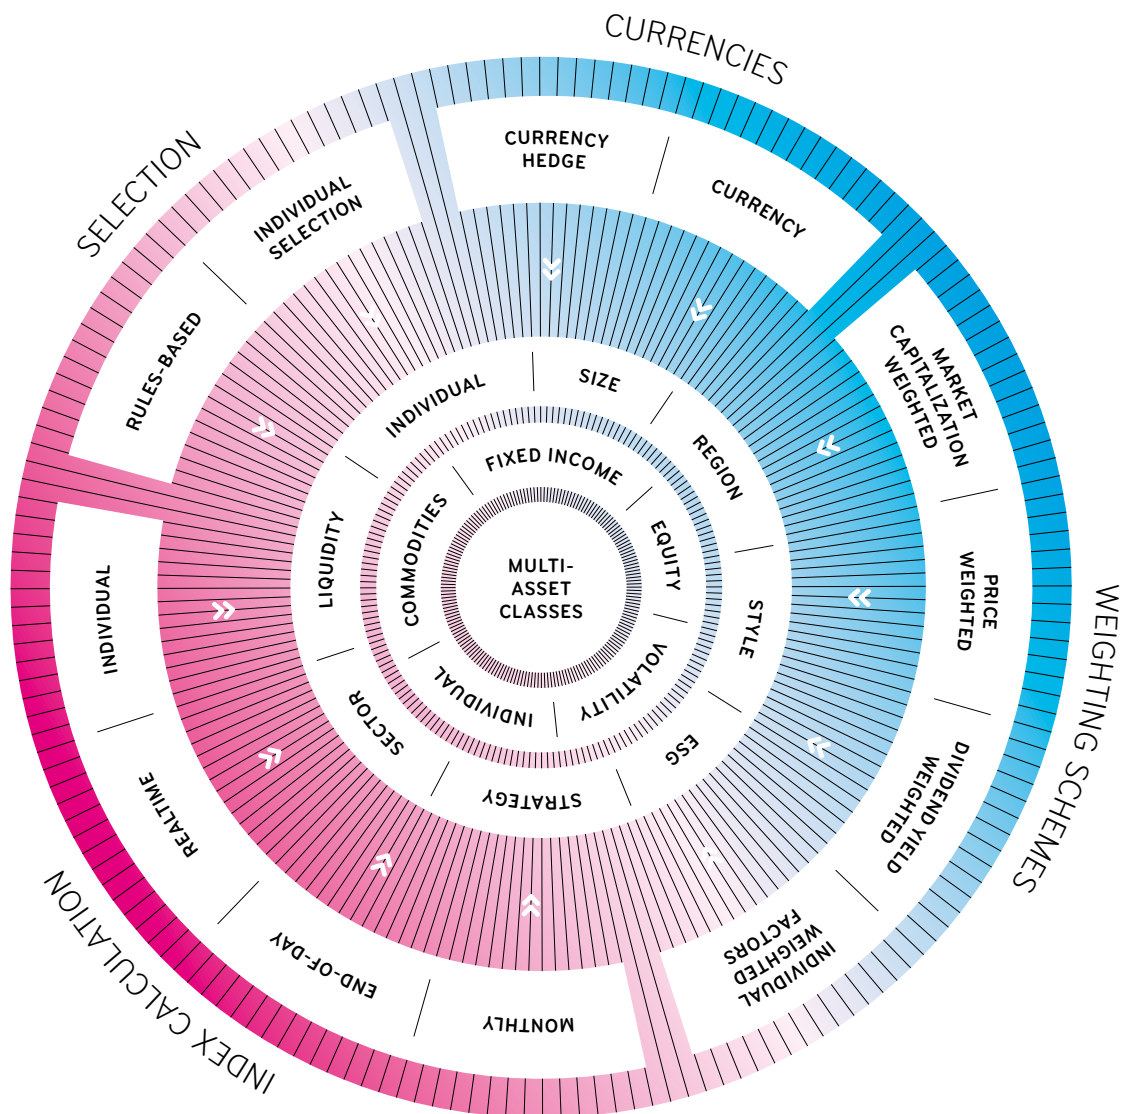 CURRENCIES
CURRENCY
HEDGE
CURRENCY
WEIGHTING SCHEMES
MARKET
CAPITALIZATION
WEIGHTED
PRICE
WEIGHTED
DIVIDEND YIELD
WEIGHTED
INDIVIDUAL
WEIGHTED
FACTORS
INDEX CALCULATION
MONTHLY
END-OF-DAY
REALTIME
INDIVIDUAL
SELECTION
RULES-BASED
INDIVIDUAL
SELECTION
SIZE
REGION
STYLE
ESG
STRATEGY
SECTOR
LIQUIDITY
INDIVIDUAL
FIXED INCOME
EQUITY
VOLATILITY
INDIVIDUAL
COMMODITIES
MULTI-
ASSET
CLASSES